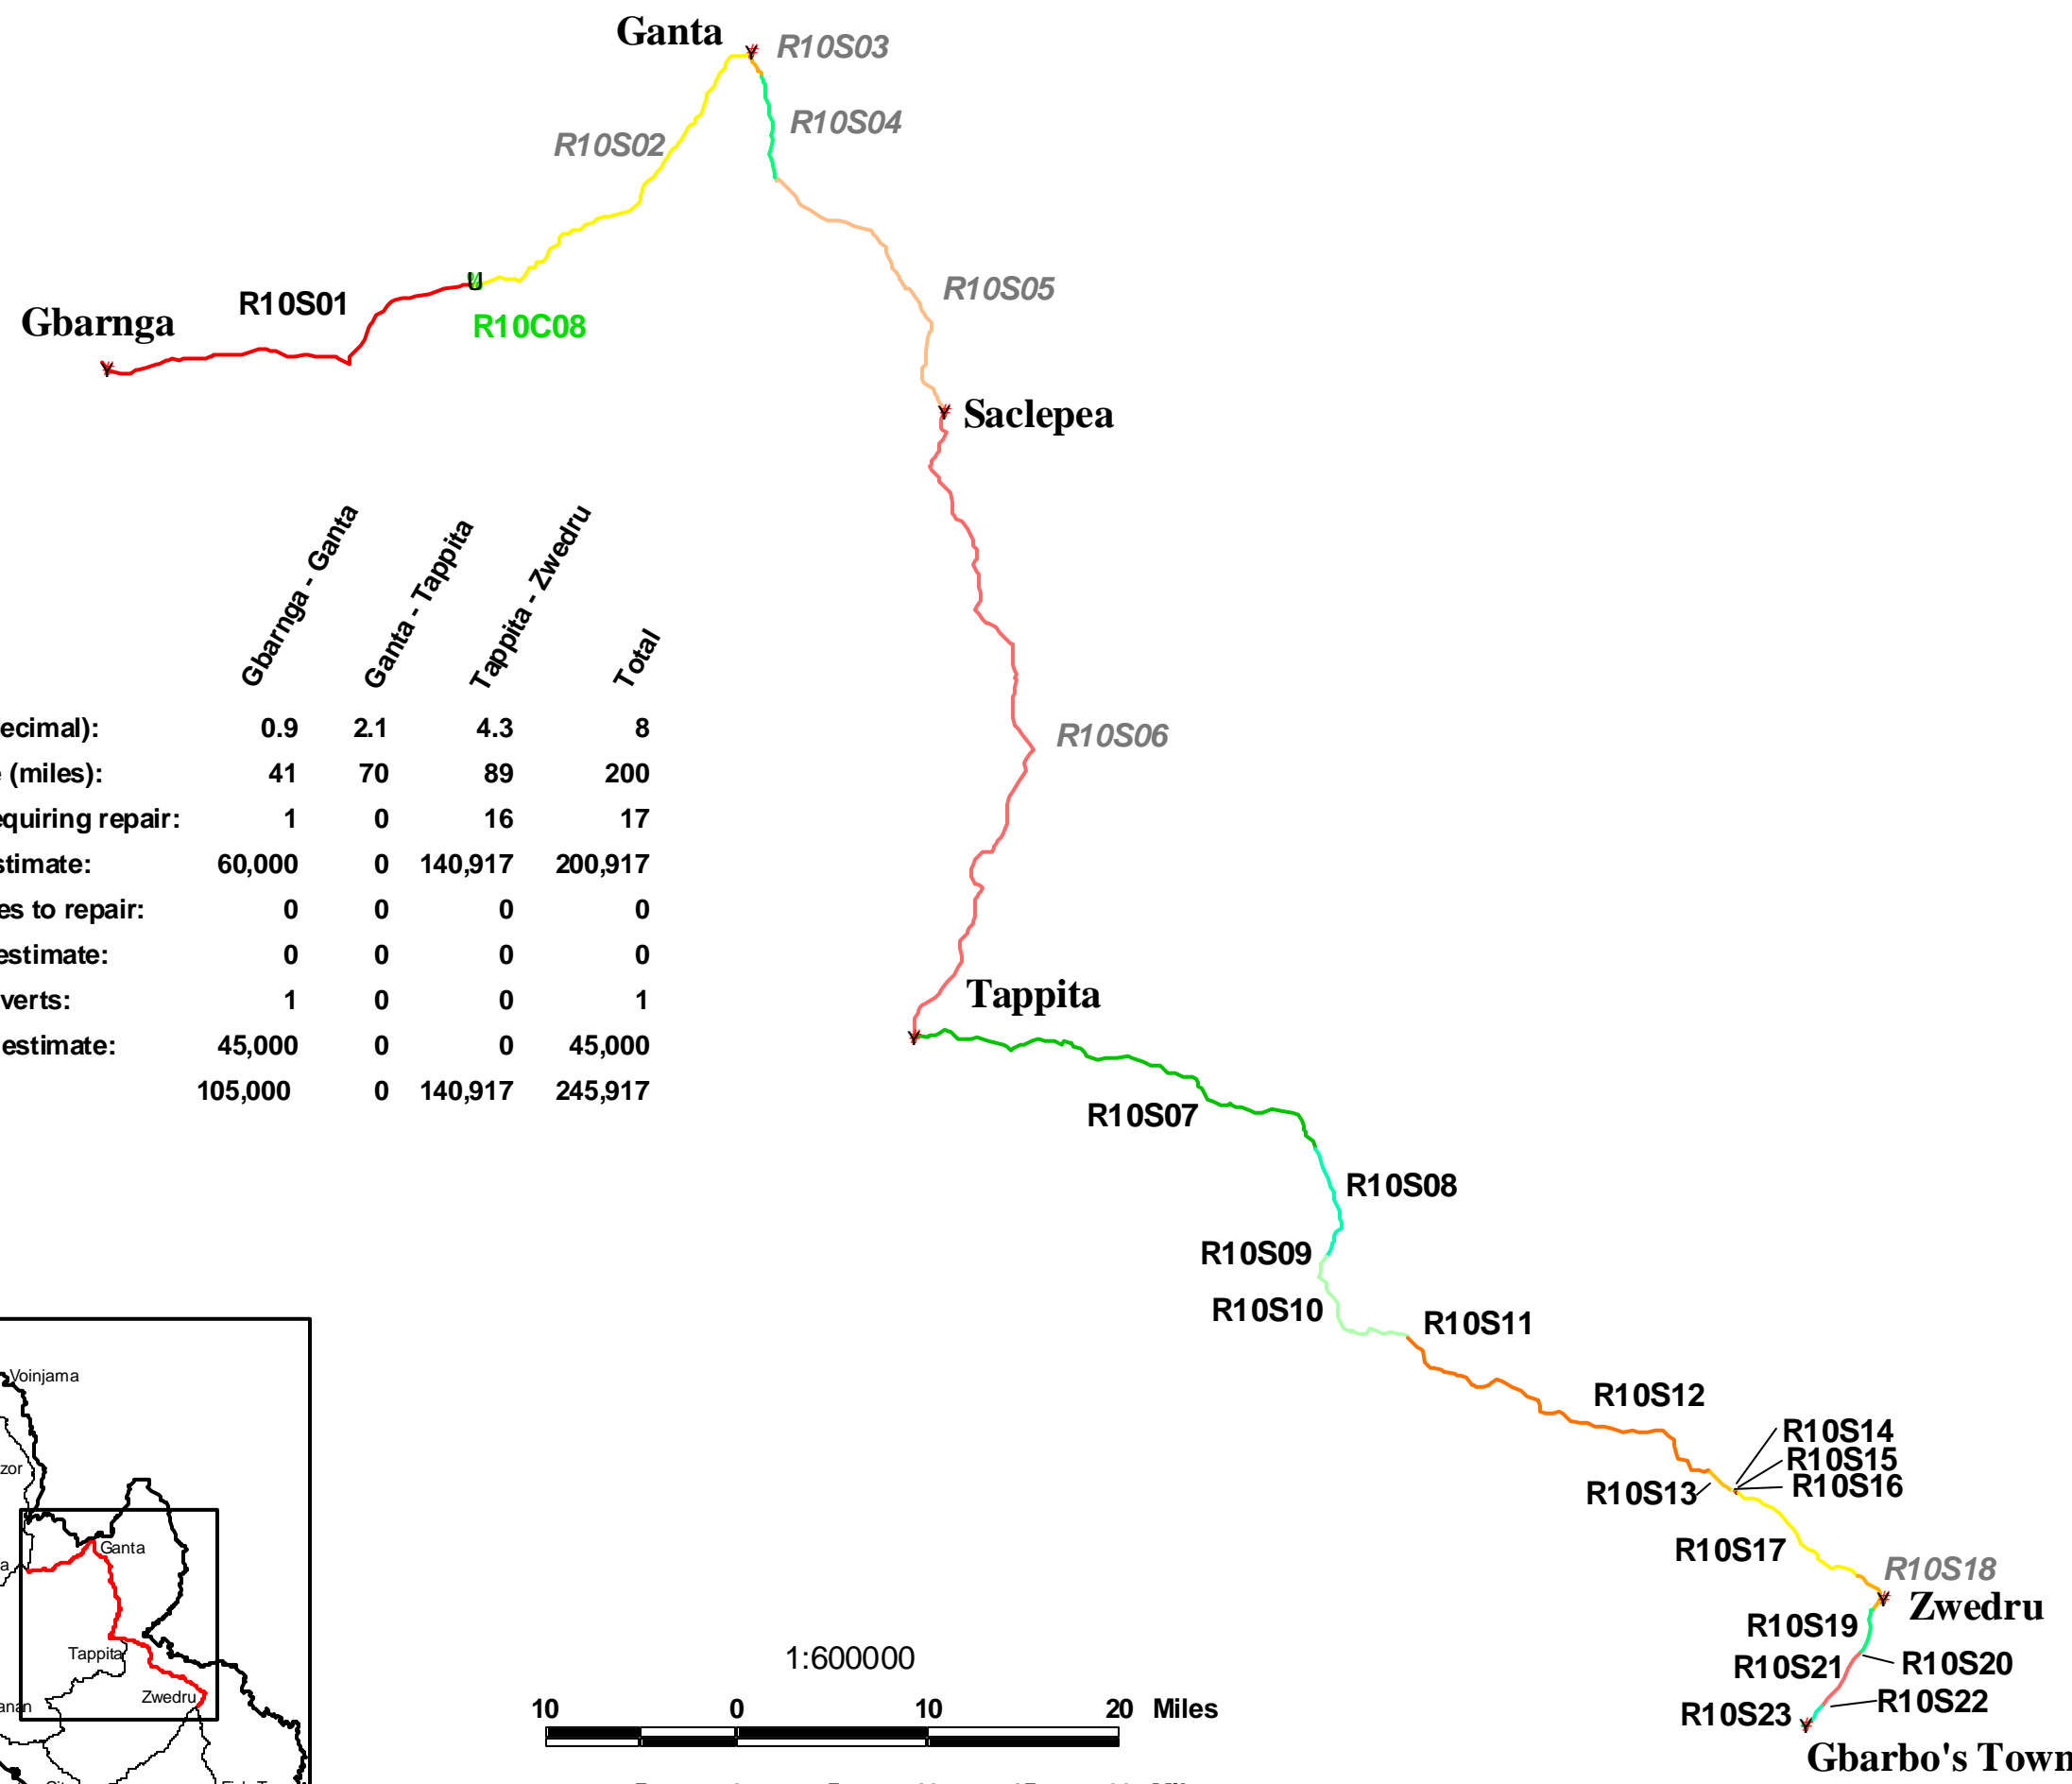 Ganta
R10S03
R10S02
R10S04
R10S01
R10S05
Gbarnga
R10C08
Saclepea
Gbarnga - Ganta
Ganta - Tappita
Tappita - Zwedru
Total
ecimal): 0.9 2.1 4.3 8
(miles): 41 70 89 200
equiring repair: 1 0 16 17
stimate: 60,000 0 140,917 200,917
es to repair: 0 0 0 0
estimate: 0 0 0 0
verts: 1 0 0 1
estimate: 45,000 0 0 45,000
105,000 0 140,917 245,917
R10S06
Tappita
R10S07
R10S08
R10S09
R10S10
R10S11
R10S12
R10S14
R10S15
R10S16
R10S13
R10S17
R10S18
Zwedru
R10S19
R10S20
R10S21
R10S22
R10S23
Gbarbo's Town
Voinjama
zor
Ganta
a
Tappita
Zwedru
anan
1:600000
10 0 10 20 Miles